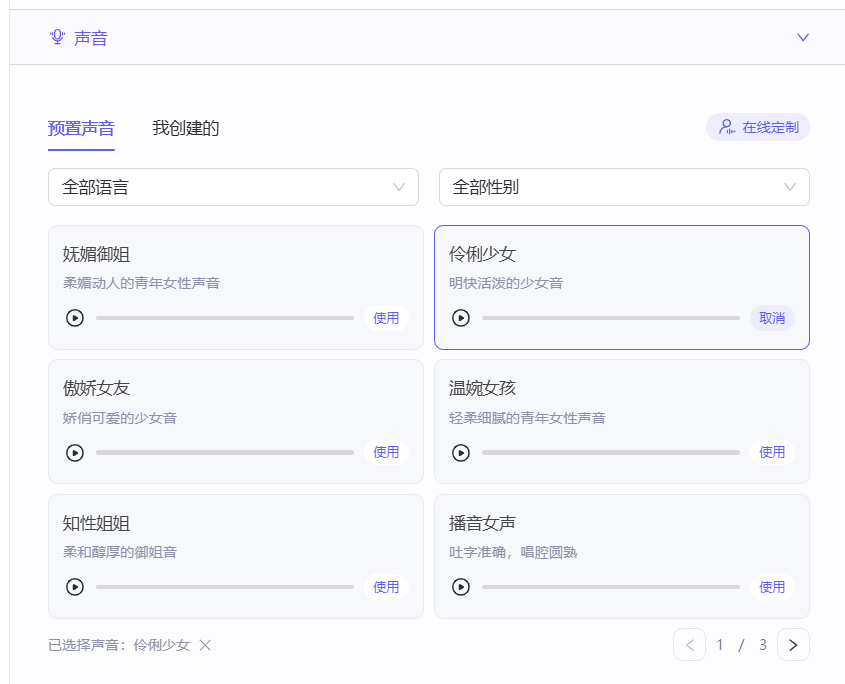 声音
预置声音 我创建的 在线定制
全部语言 全部性别
妩媚御姐
柔媚动人的青年女性声音
使用
伶俐少女
明快活泼的少女音
取消
傲娇女友
娇俏可爱的少女音
使用
温婉女孩
轻柔细腻的青年女性声音
使用
知性姐姐
柔和醇厚的御姐音
使用
播音女声
吐字准确，唱腔圆熟
使用
已选择声音：伶俐少女
1 / 3